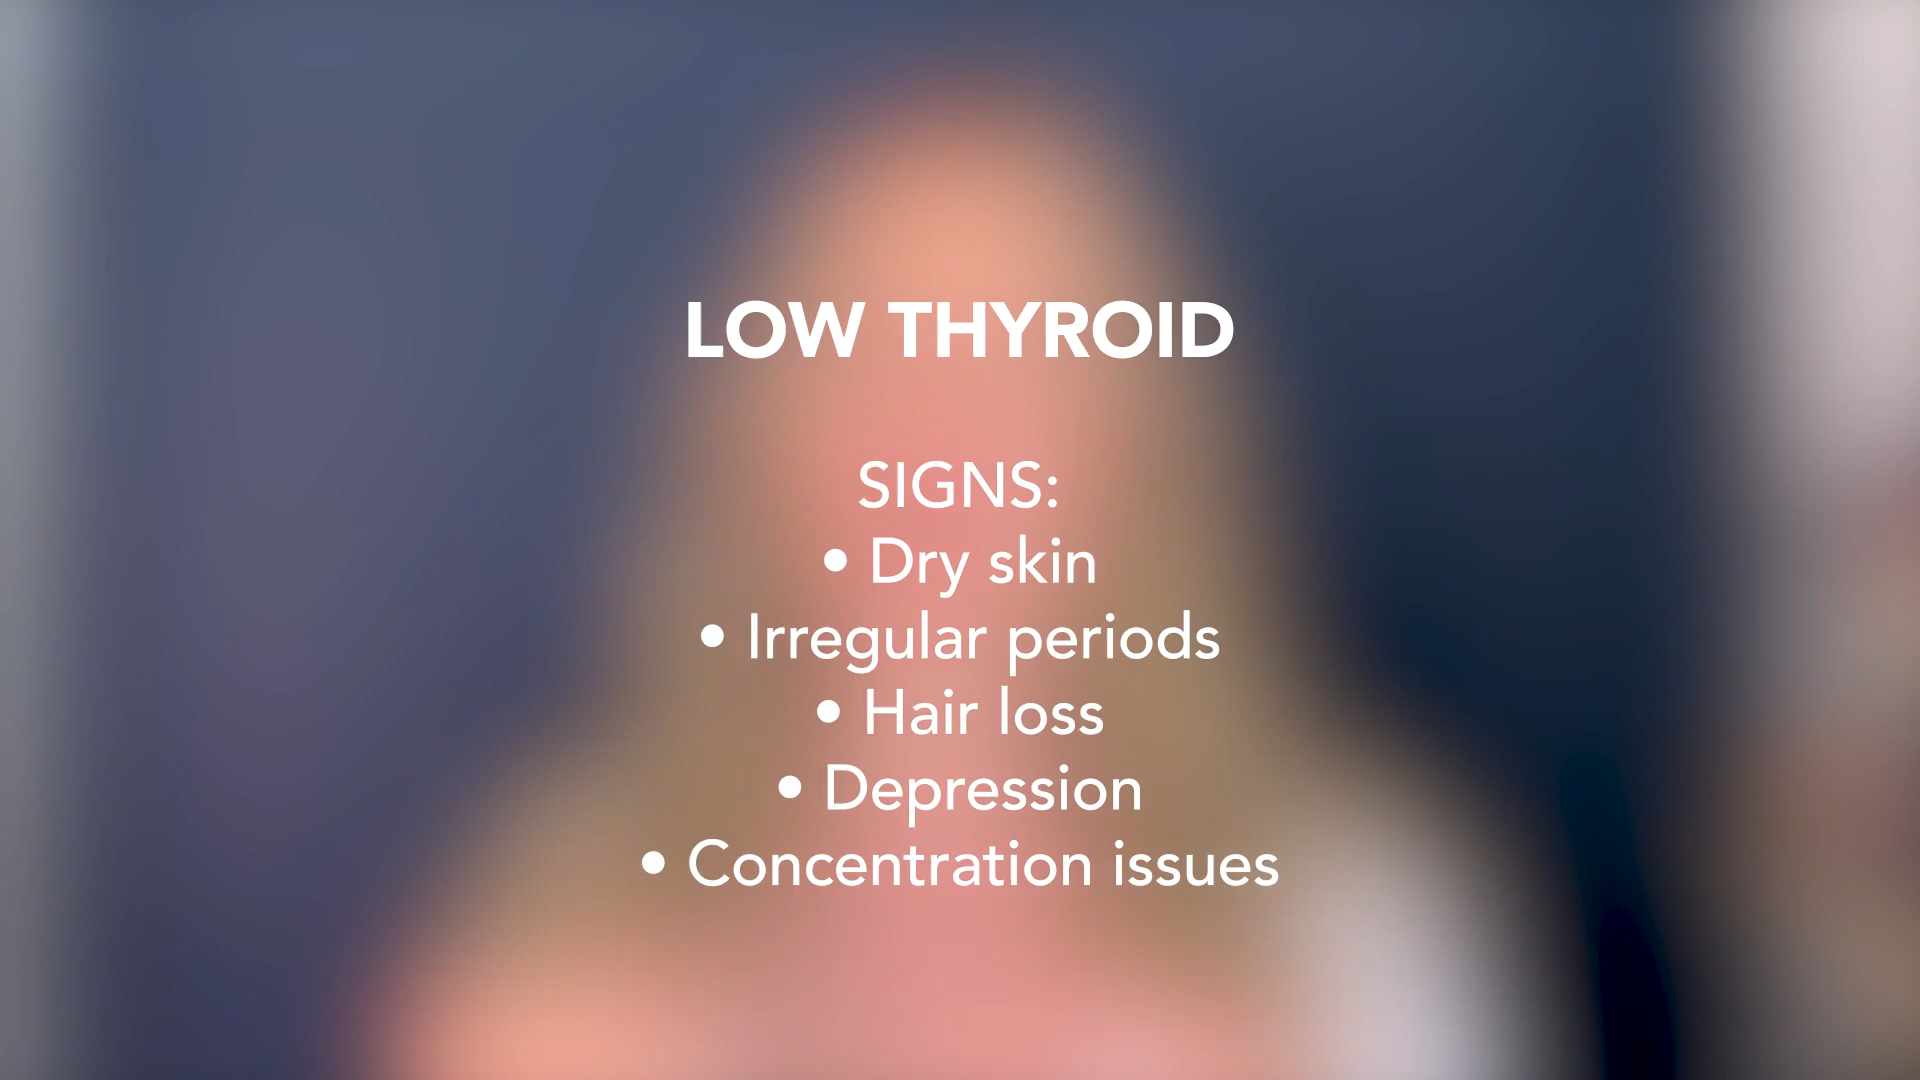 LOW THYROID
SIGNS:
• Dry skin
• Irregular periods
• Hair loss
• Depression
• Concentration issues